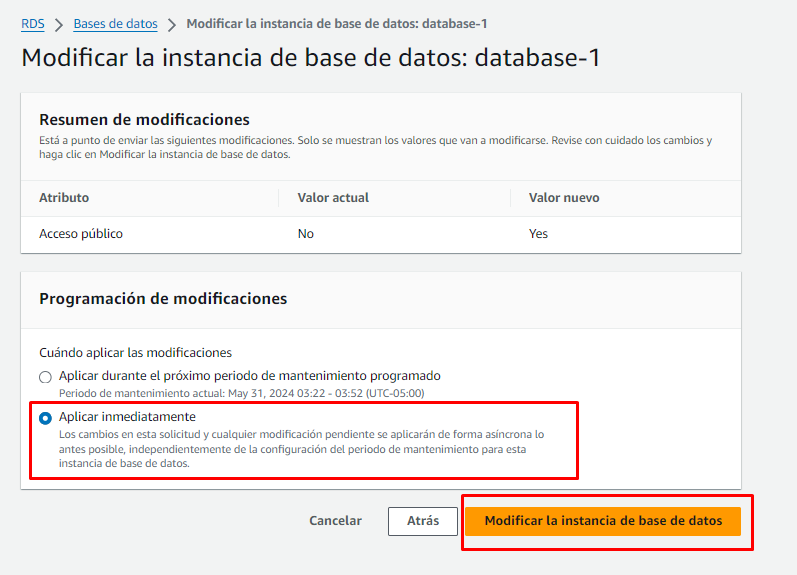 RDS > Bases de datos > Modificar la instancia de base de datos: database-1
Modificar la instancia de base de datos: database-1
Resumen de modificaciones
Está a punto de enviar las siguientes modificaciones. Solo se muestran los valores que van a modificarse. Revise con cuidado los cambios y
haga clic en Modificar la instancia de base de datos.
Atributo Valor actual Valor nuevo
Acceso público No Yes
Programación de modificaciones
Cuándo aplicar las modificaciones
Aplicar durante el próximo periodo de mantenimiento programado
Periodo de mantenimiento actual: May 31, 2024 03:22 - 03:52 (UTC-05:00)
Aplicar inmediatamente
Los cambios en esta solicitud y cualquier modificación pendiente se aplicarán de forma asíncrona lo
antes posible, independientemente de la configuración del periodo de mantenimiento para esta
instancia de base de datos.
Cancelar Atrás Modificar la instancia de base de datos